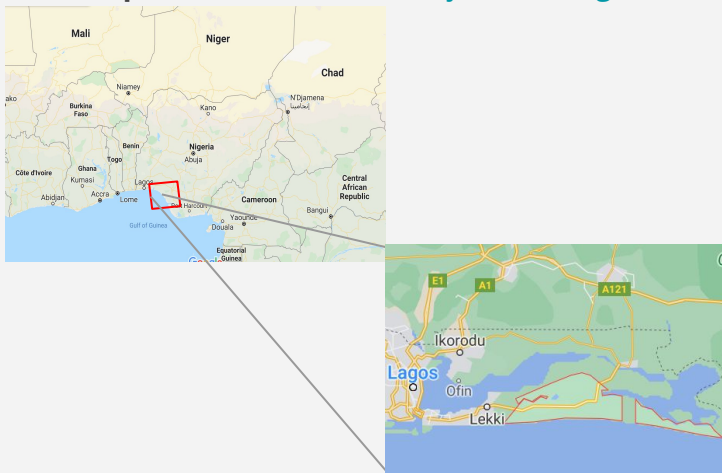 Mali
Niger
Chad
Niamey
N'Djamena
إنجامينا
Burkina
Faso
Kano
Benin
Nigeria
Abuja
Togo
Ghana
Côte d'Ivoire
Kumasi
Lagos
Central
African
Republic
Abidjan
Accra
Lome
Cameroon
Bangui
Gulf of Guinea
Douala
Yaounde
Equatorial
Guinea
E1
A1
A121
Ikorodu
Lagos
Ofin
Lekki